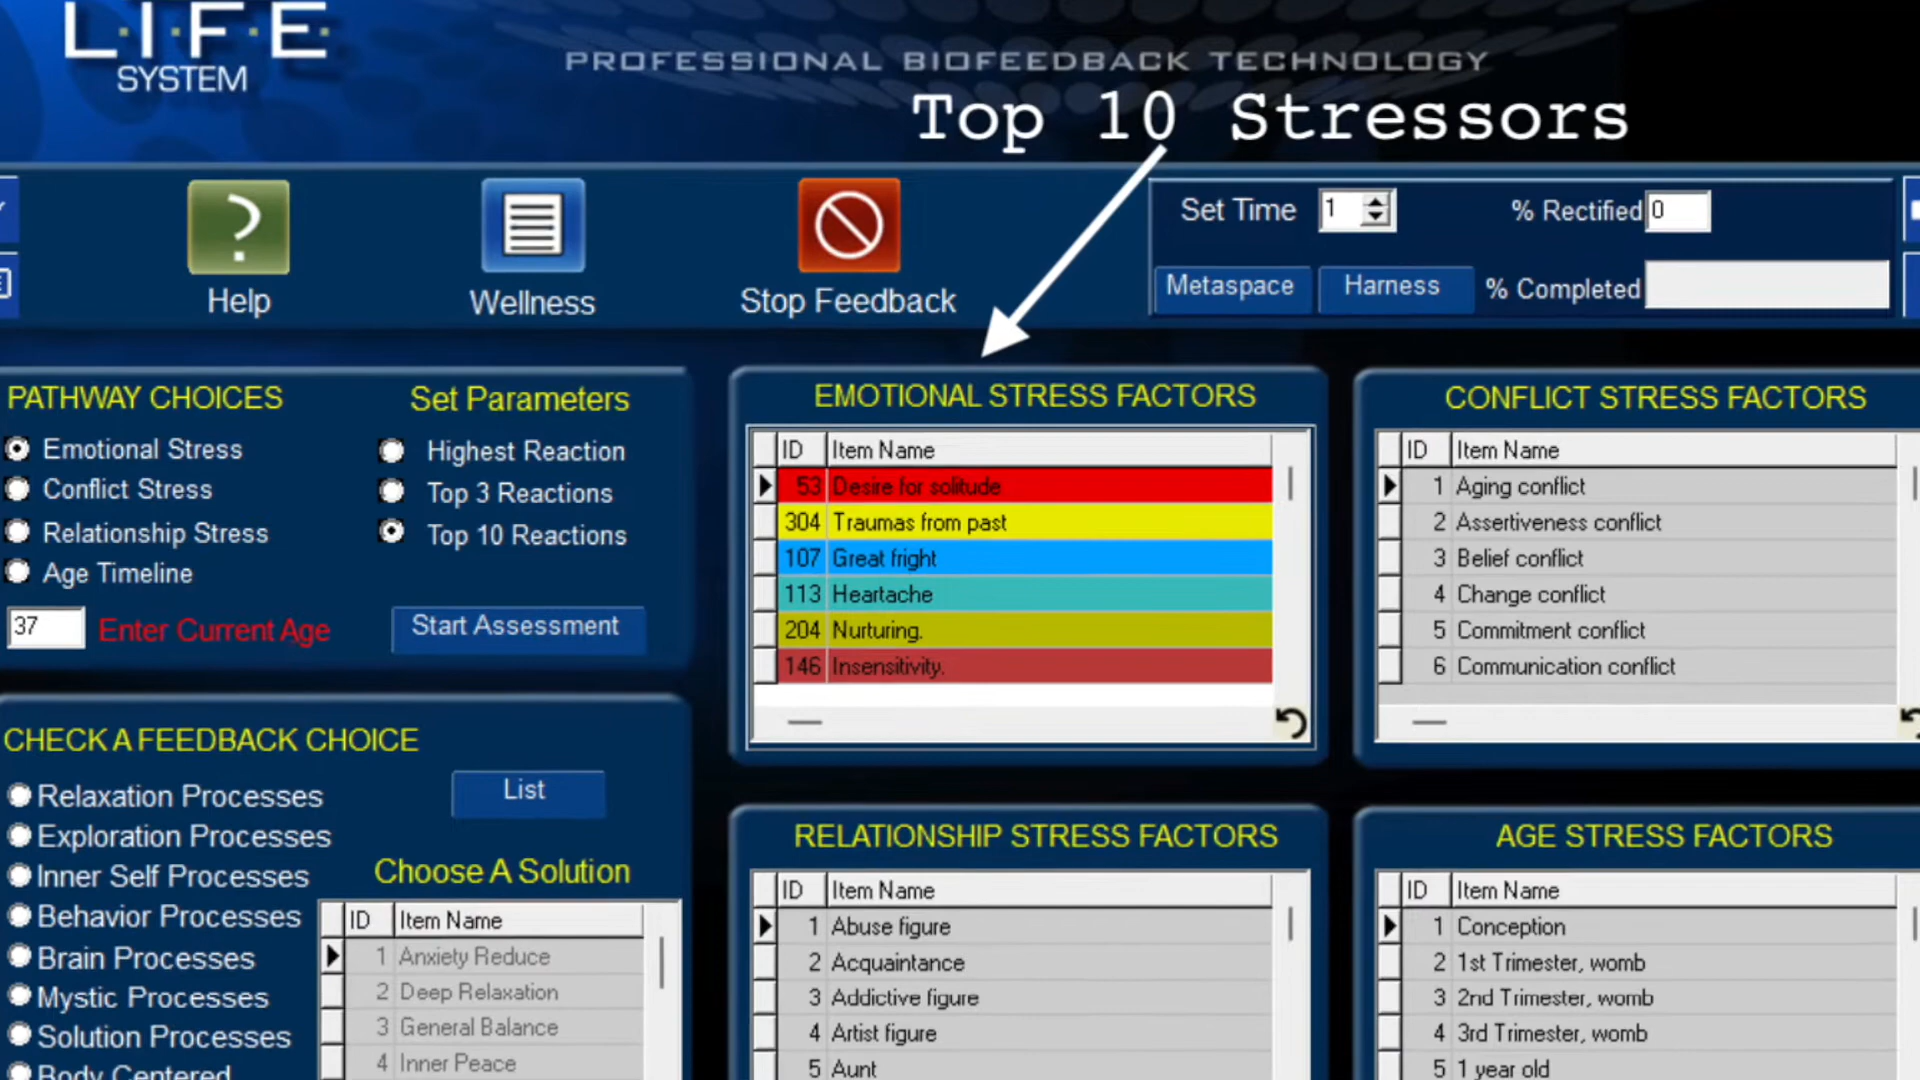 L·I·F·E
SYSTEM
PROFESSIONAL BIOFEEDBACK TECHNOLOGY
Top 10 Stressors
Help
Wellness
Stop Feedback
Set Time 1
% Rectified 0
Metaspace
Harness
% Completed
PATHWAY CHOICES
Emotional Stress
Conflict Stress
Relationship Stress
Age Timeline
37 Enter Current Age
Set Parameters
Highest Reaction
Top 3 Reactions
Top 10 Reactions
Start Assessment
EMOTIONAL STRESS FACTORS
ID Item Name
53 Desire for solitude
304 Traumas from past
107 Great fright
113 Heartache
204 Nurturing.
146 Insensitivity.
CONFLICT STRESS FACTORS
ID Item Name
1 Aging conflict
2 Assertiveness conflict
3 Belief conflict
4 Change conflict
5 Commitment conflict
6 Communication conflict
CHECK A FEEDBACK CHOICE
Relaxation Processes
Exploration Processes
Inner Self Processes
Behavior Processes
Brain Processes
Mystic Processes
Solution Processes
Body Centered
List
Choose A Solution
ID Item Name
1 Anxiety Reduce
2 Deep Relaxation
3 General Balance
4 Inner Peace
RELATIONSHIP STRESS FACTORS
ID Item Name
1 Abuse figure
2 Acquaintance
3 Addictive figure
4 Artist figure
5 Aunt
AGE STRESS FACTORS
ID Item Name
1 Conception
2 1st Trimester, womb
3 2nd Trimester, womb
4 3rd Trimester, womb
5 1 year old